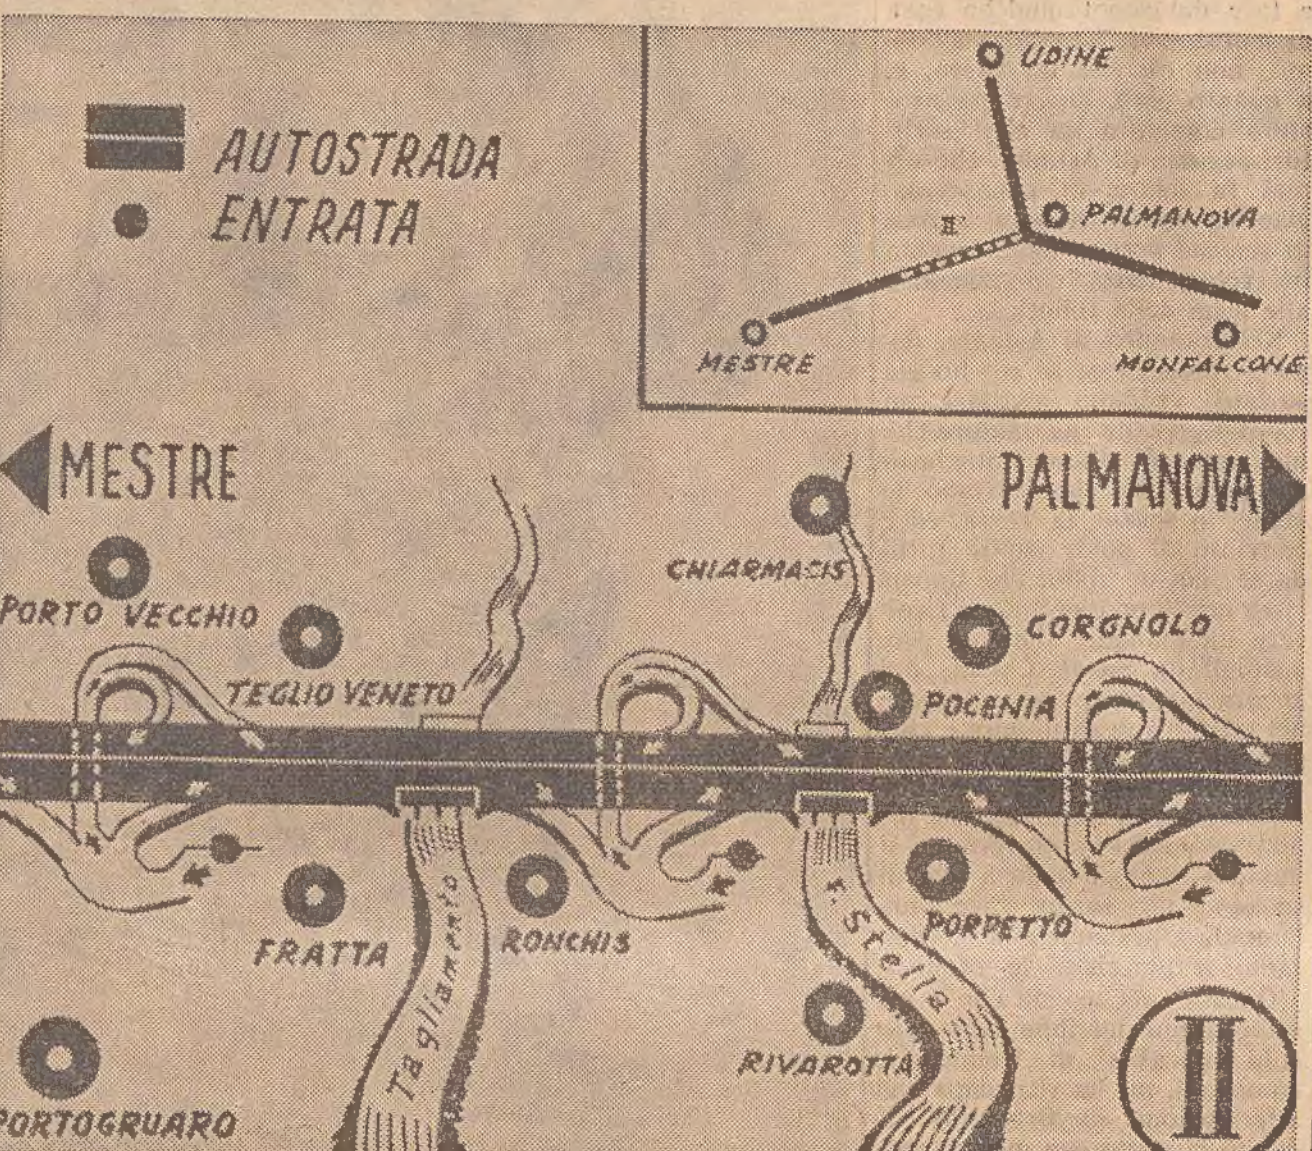 AUTOSTRADA
ENTRATA
UDINE
II
PALMANOVA
MESTRE
MONFALCONE
MESTRE
PALMANOVA
CHIARMACIS
PORTO VECCHIO
CORGNOLO
TEGLIO VENETO
POCENIA
FRATTA
Tagliamento
RONCHIS
f. Stella
PORPETTO
RIVAROTTA
PORTOGRUARO
II